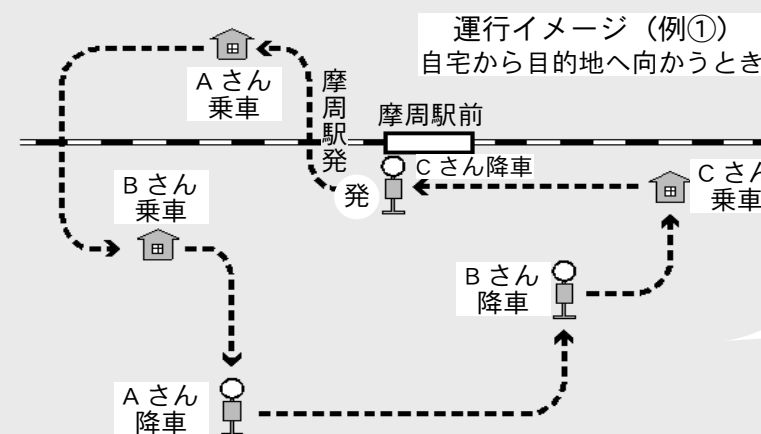 運行イメージ（例①）
自宅から目的地へ向かうとき
Aさん
乗車
摩周駅発
摩周駅前
発
Cさん降車
Cさん
乗車
Bさん
乗車
Bさん
降車
Aさん
降車